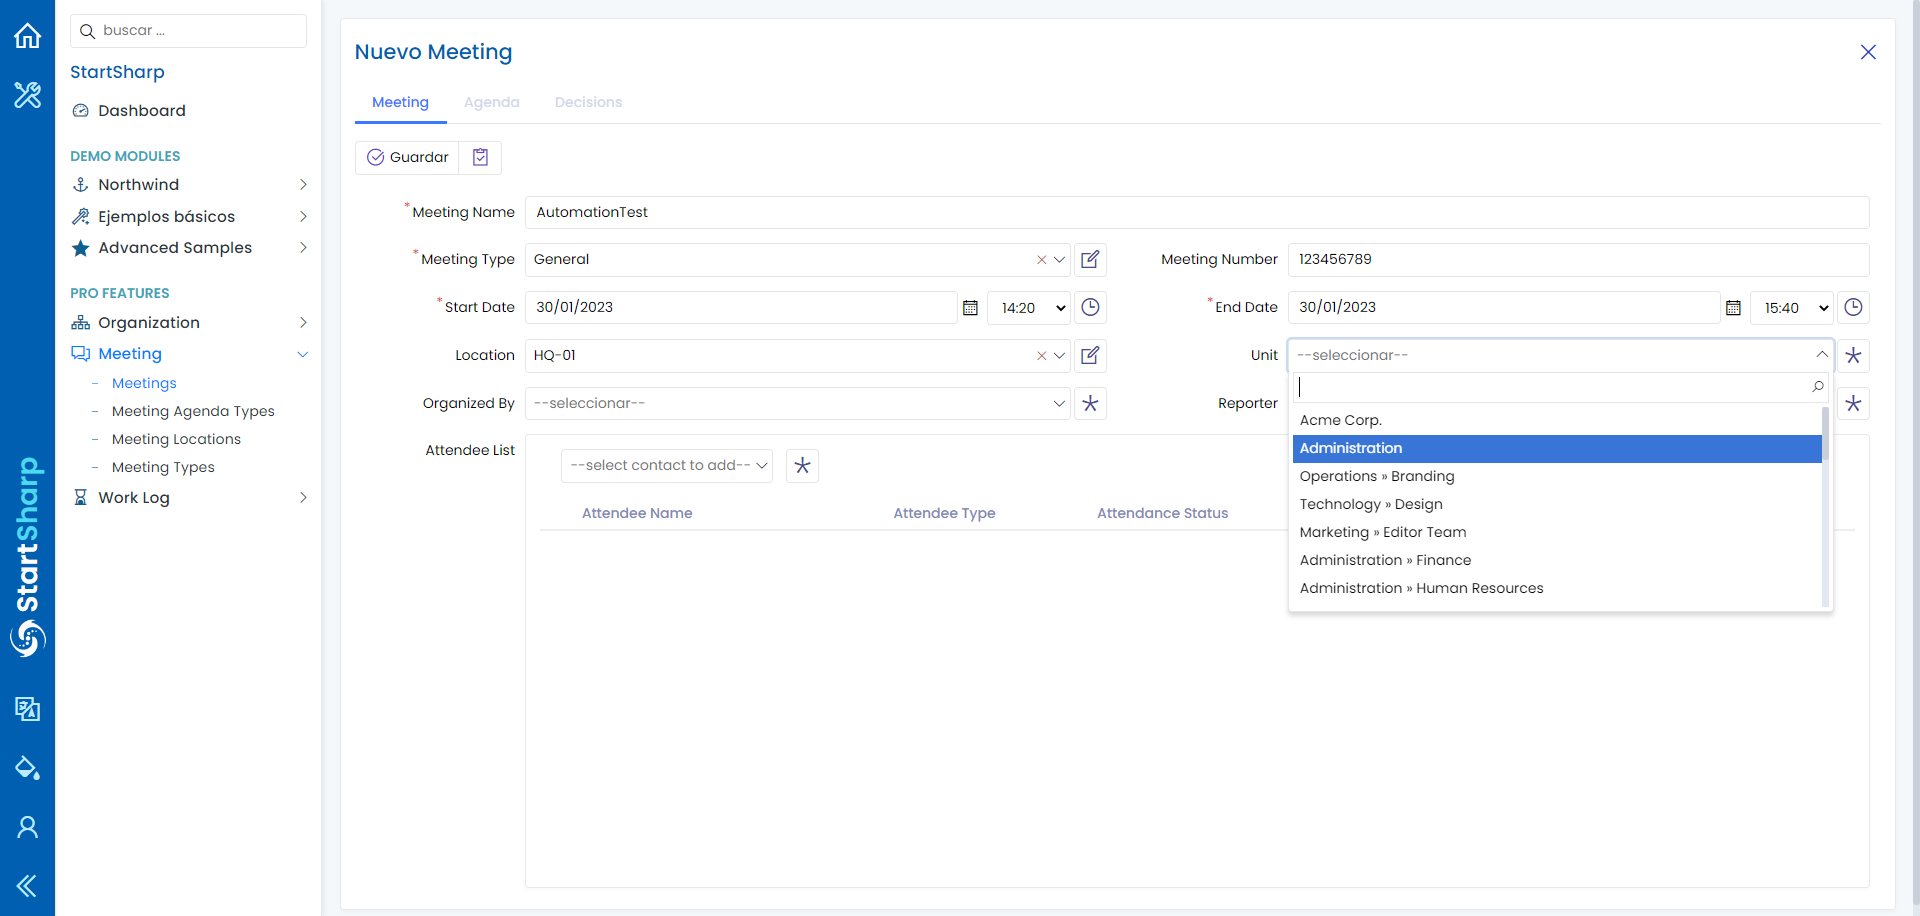 buscar ...
StartSharp
Dashboard
DEMO MODULES
Northwind
Ejemplos básicos
Advanced Samples
PRO FEATURES
Organization
Meeting
- Meetings
- Meeting Agenda Types
- Meeting Locations
- Meeting Types
Work Log
StartSharp
Nuevo Meeting
Meeting Agenda Decisions
Guardar
*Meeting Name AutomationTest
*Meeting Type General Meeting Number 123456789
*Start Date 30/01/2023 14:20 *End Date 30/01/2023 15:40
Location HQ-01 Unit --seleccionar--
Organized By --seleccionar-- Reporter
Acme Corp.
Administration
Operations » Branding
Technology » Design
Marketing » Editor Team
Administration » Finance
Administration » Human Resources
Attendee List --select contact to add--
Attendee Name Attendee Type Attendance Status